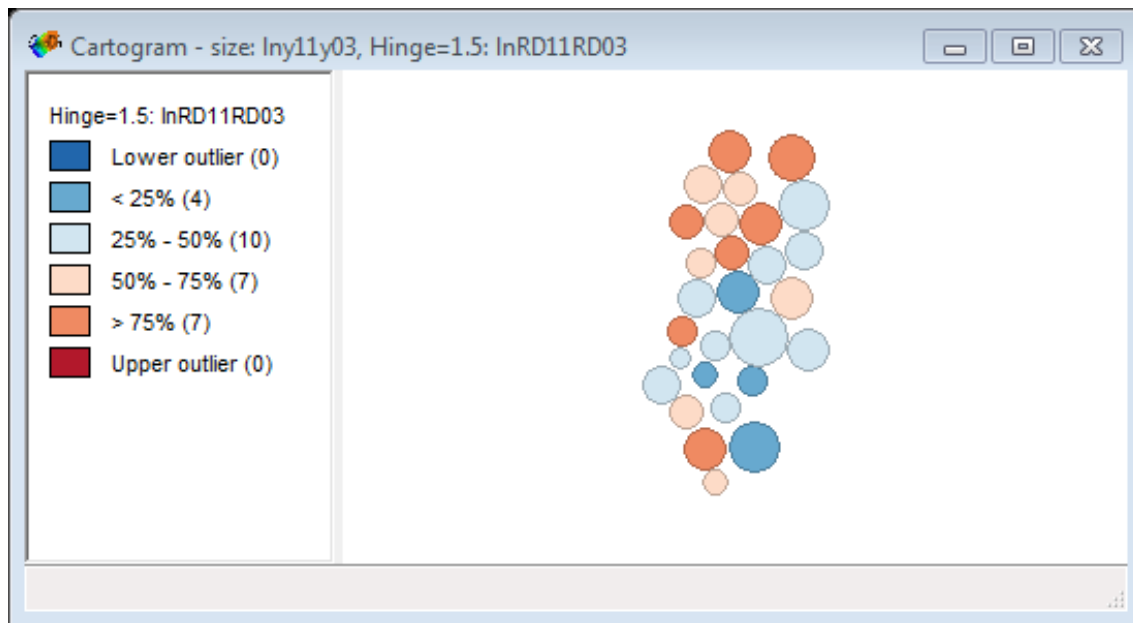 Cartogram - size: lny11y03, Hinge=1.5: lnRD11RD03
Hinge=1.5: lnRD11RD03
Lower outlier (0)
< 25% (4)
25% - 50% (10)
50% - 75% (7)
> 75% (7)
Upper outlier (0)